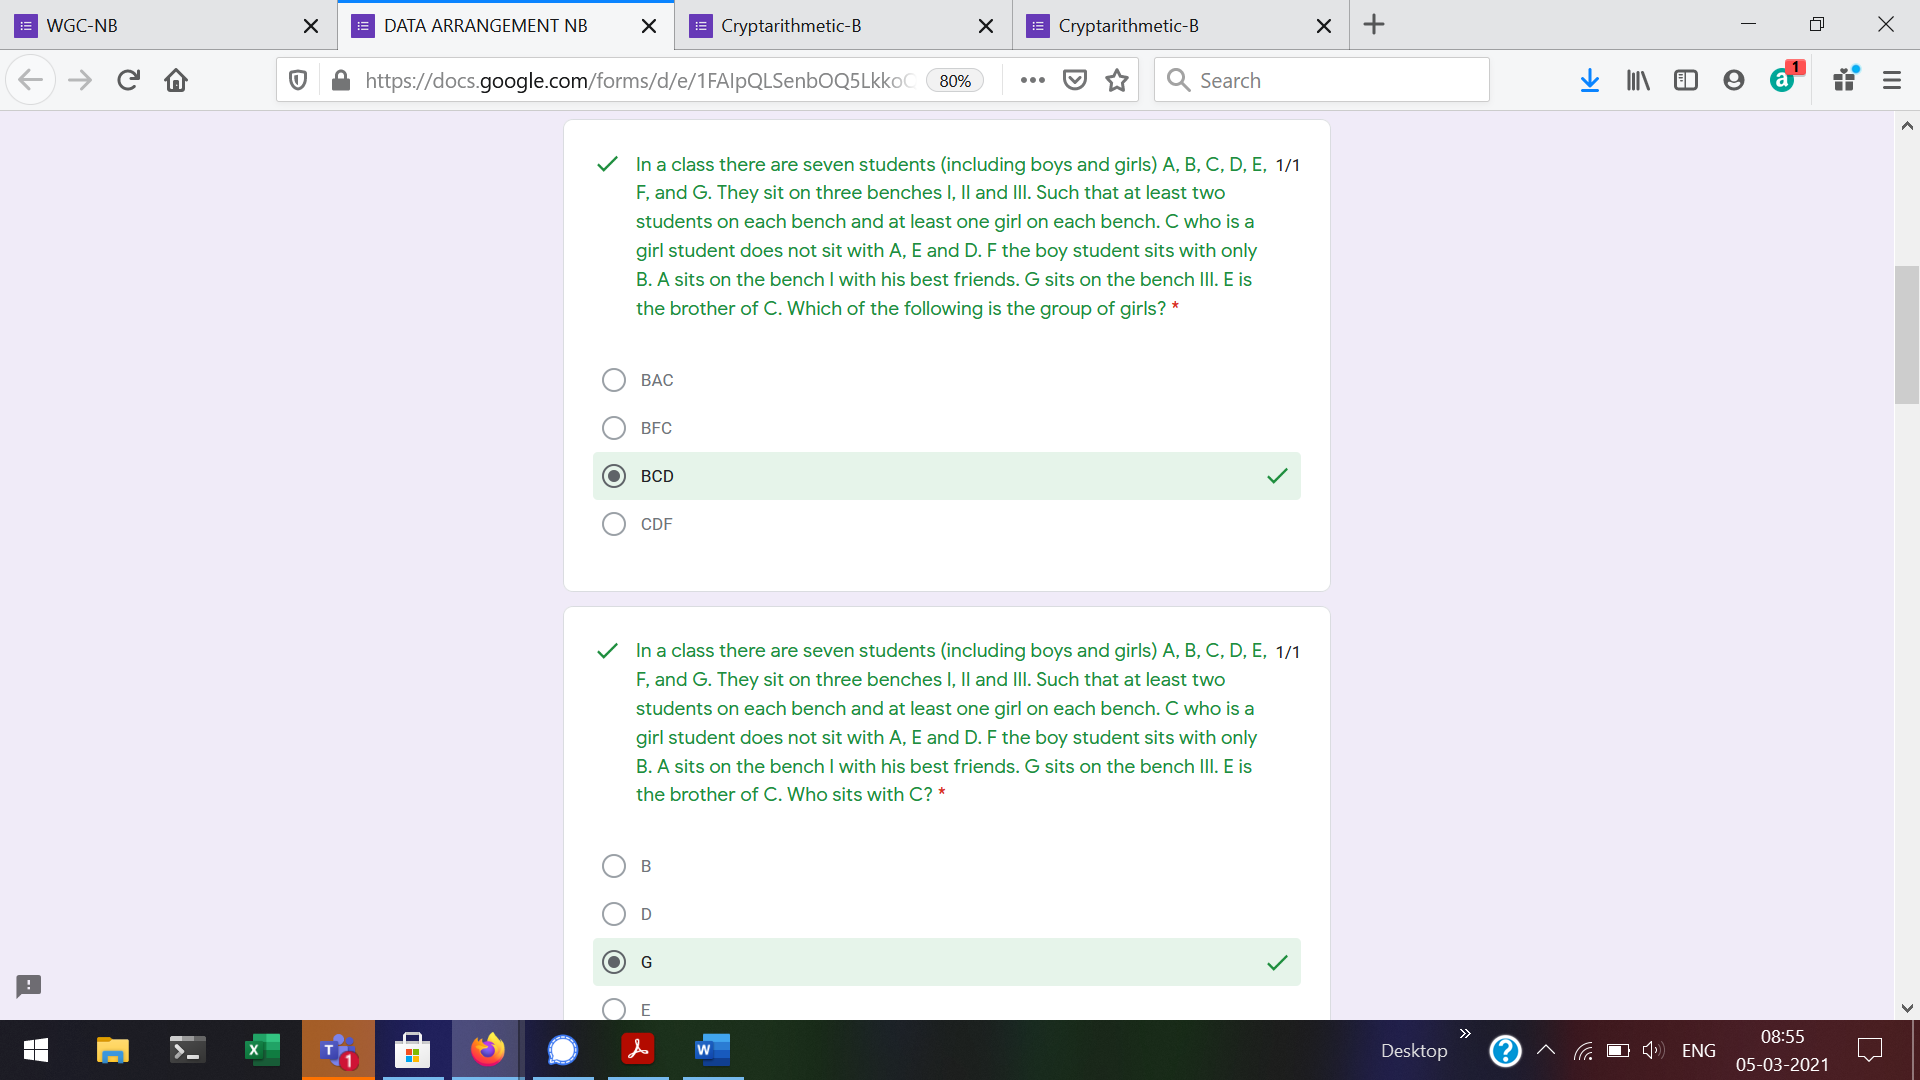 WGC-NB
DATA ARRANGEMENT NB
Cryptarithmetic-B
Cryptarithmetic-B
https://docs.google.com/forms/d/e/1FAIpQLSenbOQ5LkkoC
80%
Search
1
In a class there are seven students (including boys and girls) A, B, C, D, E, 1/1
F, and G. They sit on three benches I, II and III. Such that at least two
students on each bench and at least one girl on each bench. C who is a
girl student does not sit with A, E and D. F the boy student sits with only
B. A sits on the bench I with his best friends. G sits on the bench III. E is
the brother of C. Which of the following is the group of girls? *
BAC
BFC
BCD
CDF
In a class there are seven students (including boys and girls) A, B, C, D, E, 1/1
F, and G. They sit on three benches I, II and III. Such that at least two
students on each bench and at least one girl on each bench. C who is a
girl student does not sit with A, E and D. F the boy student sits with only
B. A sits on the bench I with his best friends. G sits on the bench III. E is
the brother of C. Who sits with C? *
B
D
G
E
Desktop
ENG
08:55
05-03-2021